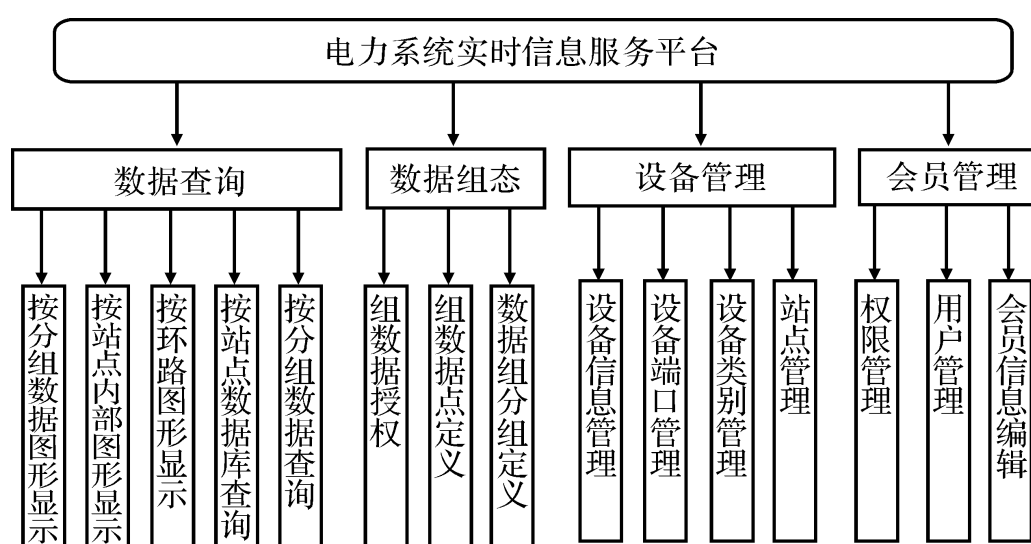 电力系统实时信息服务平台
数据查询
数据组态
设备管理
会员管理
按分组数据图形显示
按站点内部图形显示
按环路图形显示
按站点数据库查询
按分组数据查询
组数据授权
组数据点定义
数据组分组定义
设备信息管理
设备端口管理
设备类别管理
站点管理
权限管理
用户管理
会员信息编辑